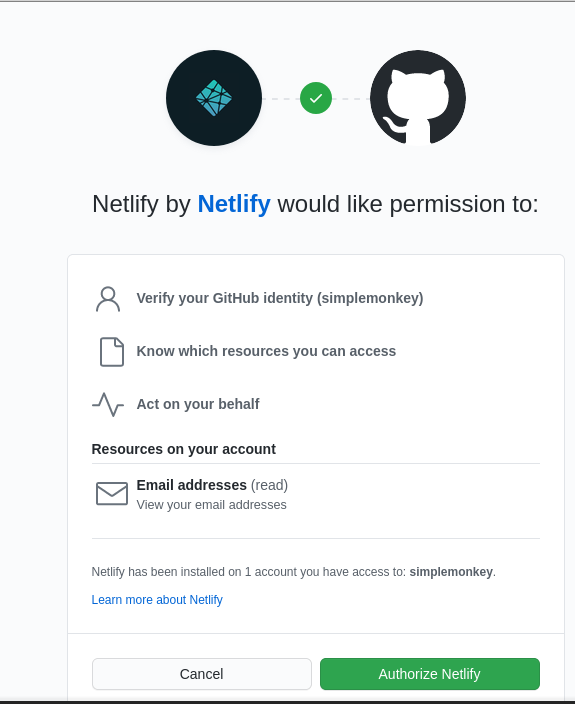 Netlify by Netlify would like permission to:
Verify your GitHub identity (simplemonkey)
Know which resources you can access
Act on your behalf
Resources on your account
Email addresses (read)
View your email addresses
Netlify has been installed on 1 account you have access to: simplemonkey.
Learn more about Netlify
Cancel
Authorize Netlify